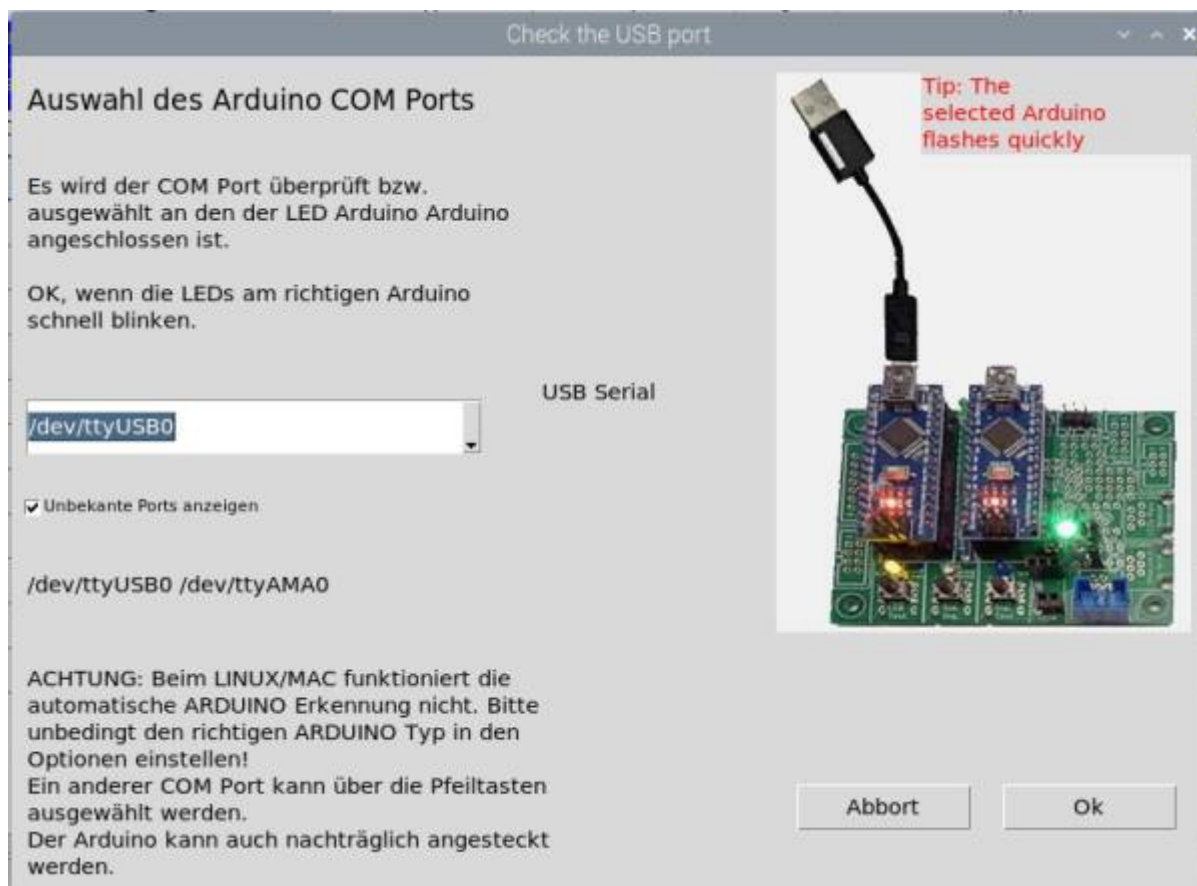 Check the USB port
Auswahl des Arduino COM Ports
Tip: The
selected Arduino
flashes quickly
Es wird der COM Port überprüft bzw.
ausgewählt an den der LED Arduino Arduino
angeschlossen ist.
OK, wenn die LEDs am richtigen Arduino
schnell blinken.
USB Serial
/dev/ttyUSB0
Unbekante Ports anzeigen
/dev/ttyUSB0 /dev/ttyAMA0
ACHTUNG: Beim LINUX/MAC funktioniert die
automatische ARDUINO Erkennung nicht. Bitte
unbedingt den richtigen ARDUINO Typ in den
Optionen einstellen!
Ein anderer COM Port kann über die Pfeiltasten
ausgewählt werden.
Der Arduino kann auch nachträglich angesteckt
werden.
Abbort
Ok